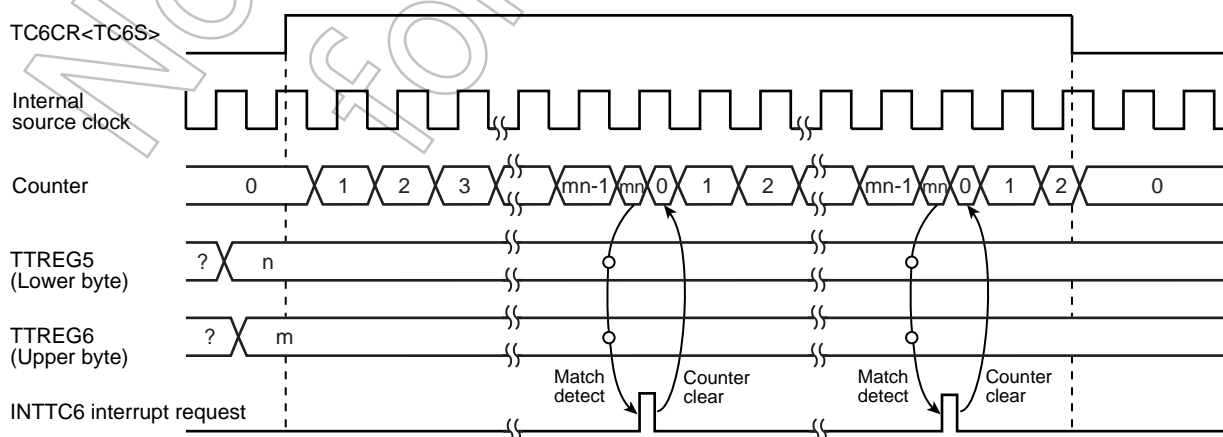 TC6CR<TC6S>
Internal
source clock
Counter
0 1 2 3 mn-1 mn 0 1 2 mn-1 mn 0 1 2 0
TTREG5
(Lower byte)
? n
TTREG6
(Upper byte)
? m
Match
detect
Counter
clear
Match
detect
Counter
clear
INTTC6 interrupt request